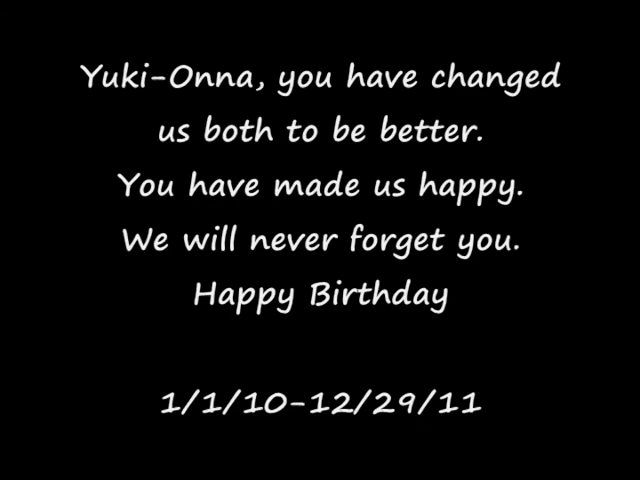 Yuki-Onna, you have changed
us both to be better.
You have made us happy.
We will never forget you.
Happy Birthday
1/1/10-12/29/11